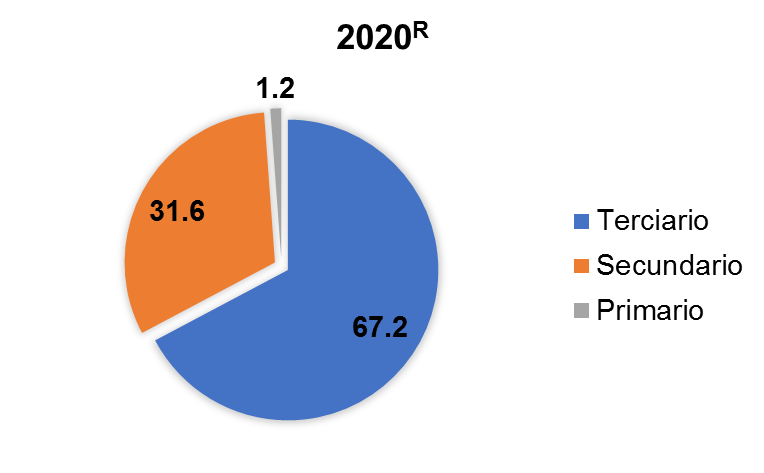 2020ᴿ
1.2
31.6
67.2
Terciario
Secundario
Primario